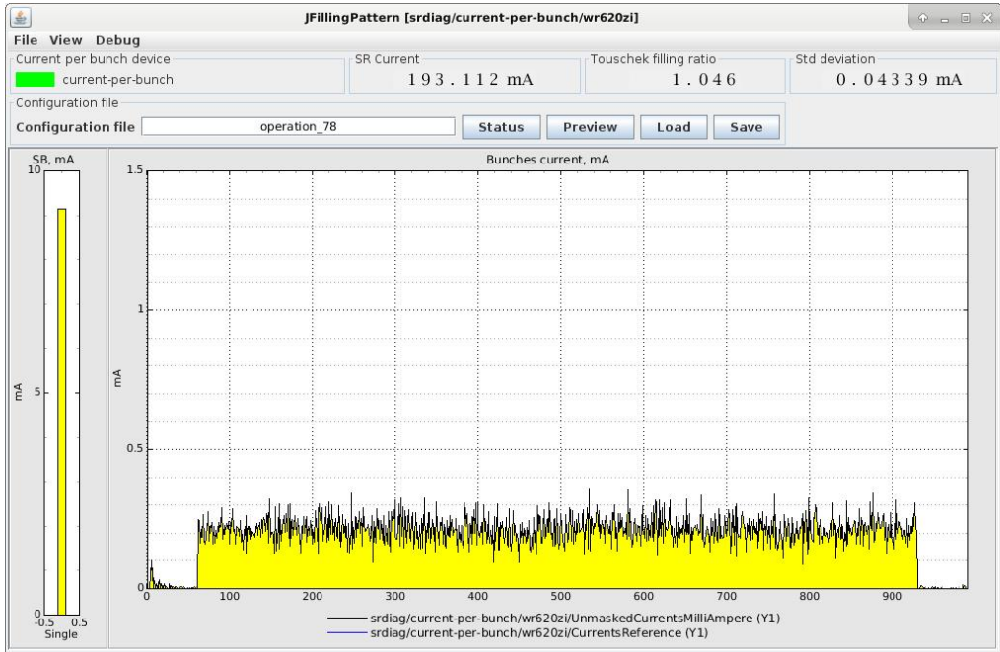 JFillingPattern [srdiag/current-per-bunch/wr620zi]
File View Debug
Current per bunch device
current-per-bunch
SR Current
193.112 mA
Touschek filling ratio
1.046
Std deviation
0.04339 mA
Configuration file
Configuration file operation_78 Status Preview Load Save
SB, mA
10
5
0
mA
-0.5 0.5
Single
Bunches current, mA
1.5
1
0.5
0
mA
0 100 200 300 400 500 600 700 800 900
srdiag/current-per-bunch/wr620zi/UnmaskedCurrentsMilliAmpere (Y1)
srdiag/current-per-bunch/wr620zi/CurrentsReference (Y1)